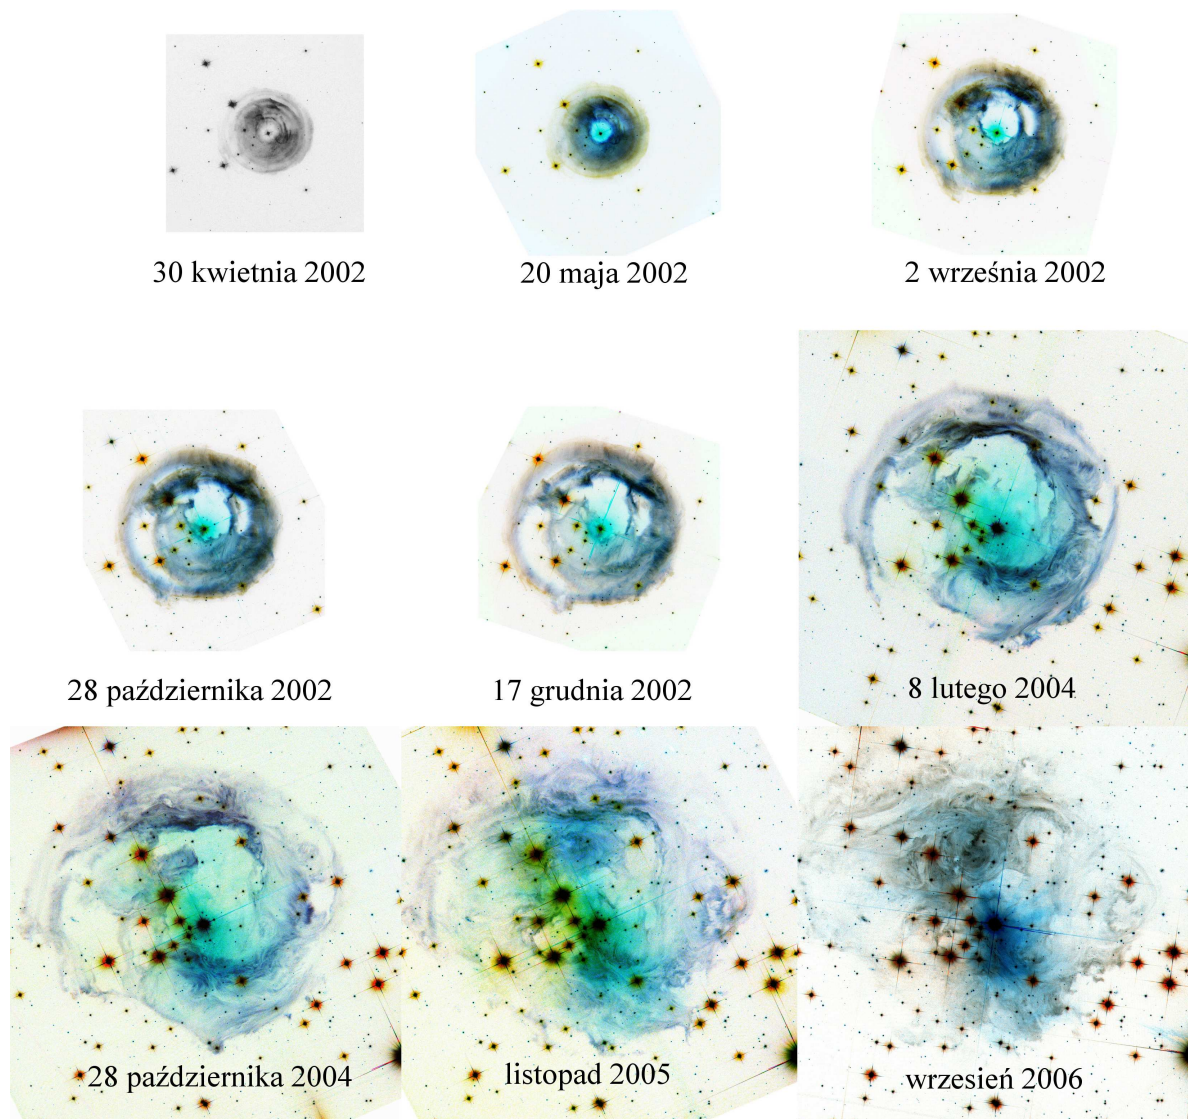 30 kwietnia 2002
20 maja 2002
2 września 2002
28 października 2002
17 grudnia 2002
8 lutego 2004
28 października 2004
listopad 2005
wrzesień 2006